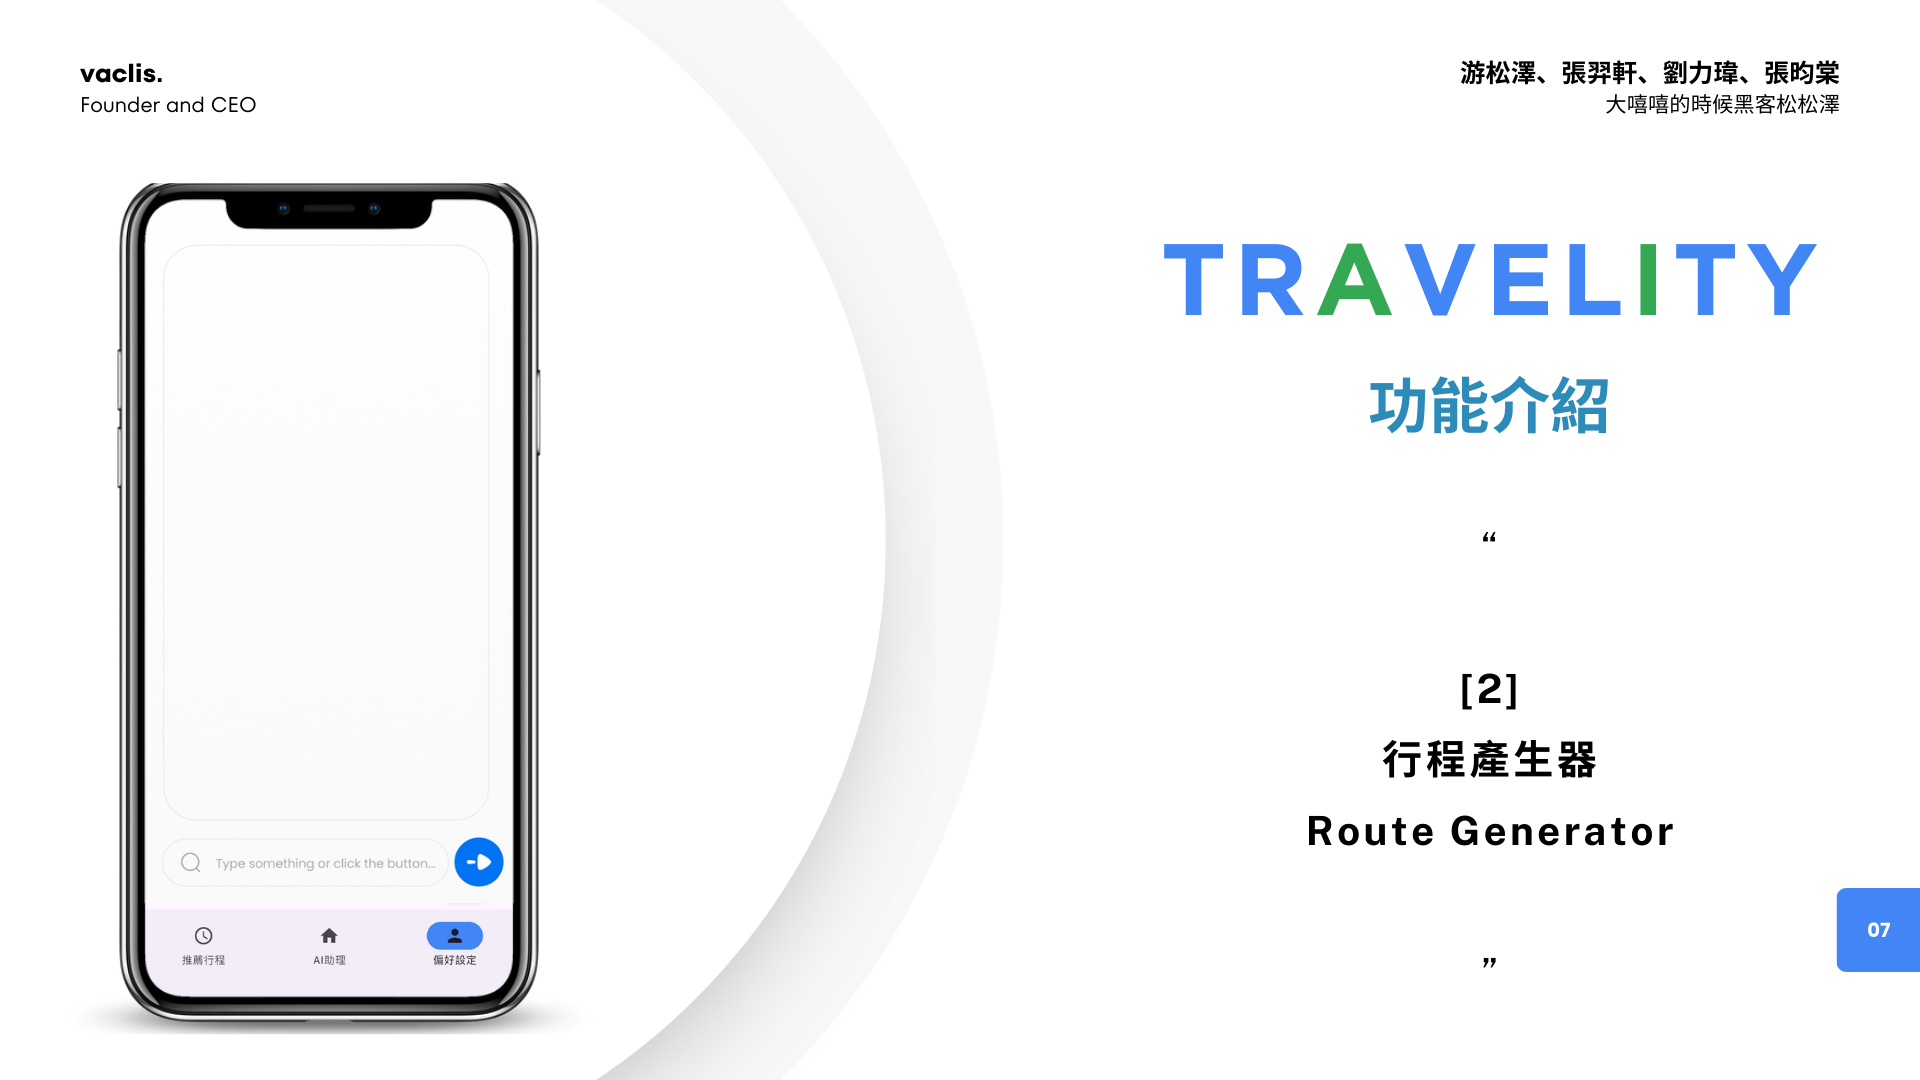 vaclis.
Founder and CEO
游松澤、張羿軒、劉力瑋、張昀棠
大嘻嘻的時候黑客松松澤
TRAVELITY
功能介紹
“
[2]
行程產生器
Route Generator
”
07
Type something or click the button...
推薦行程
AI助理
偏好設定